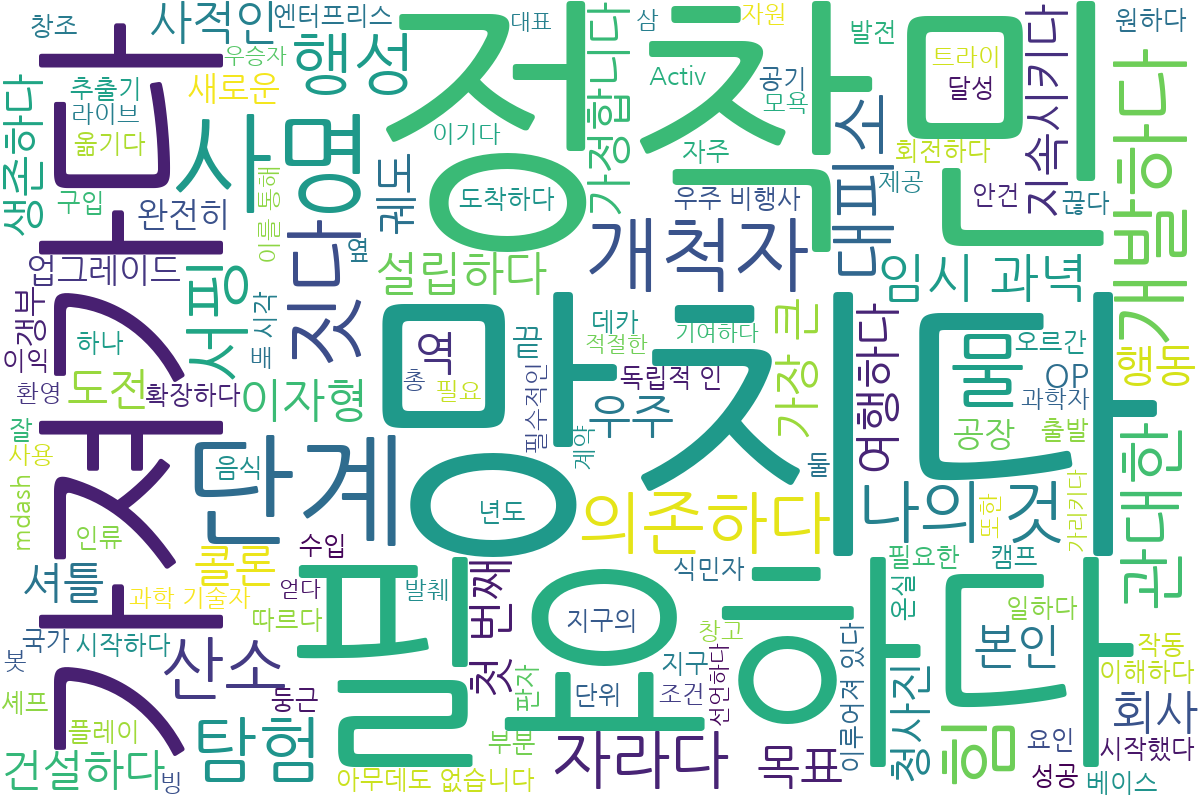 창조
사적인
엔터프리스
우승자
대표
삼
자원
발전
원하다
추출기
라이브
새로운
행성
Activ
공기
모욕
트라이
달성
옮기다
이기다
가정합니다
자주
회전하다
지속시키다
생존하다
가져가다
사명
정착민
대피소
개발하다
구입
완전히
이를 통해
궤도
도착하다
우주 비행사
제공
안건
끊다
업그레이드
서핑
짓다
옆
설립하다
개척자
임시 과녁
갱부
이익
하나
배 시각
망치다
역
꾼
데카
적절한
기여하다
가장 큰
물
오르간
행동
환영
도전
확장하다
이자형
총
필요
필수적인
독립적 인
여행하다
OP
과학자
잘
사용
음식
단계
우주
계약
둘
공장
출발
과대한
mdash
인류
콜론
수입
년도
의존하다
나의 것
또한
가리키다
셔틀
과학 기술자
얻다
발췌
첫 번째
식민자
온실
필요한
캠프
국가
시작하다
따르다
필요하다
지구의
창고
일하다
봇
산소
지구
선언하다
이루어져 있다
본인
작동
이해하다
셰프
플레이
둥근
탐험
판자
단위
조건
청사진
힘
회사
건설하다
빙
부분
자라다
목표
요인
시작했다
아무데도 없습니다
성공
베이스